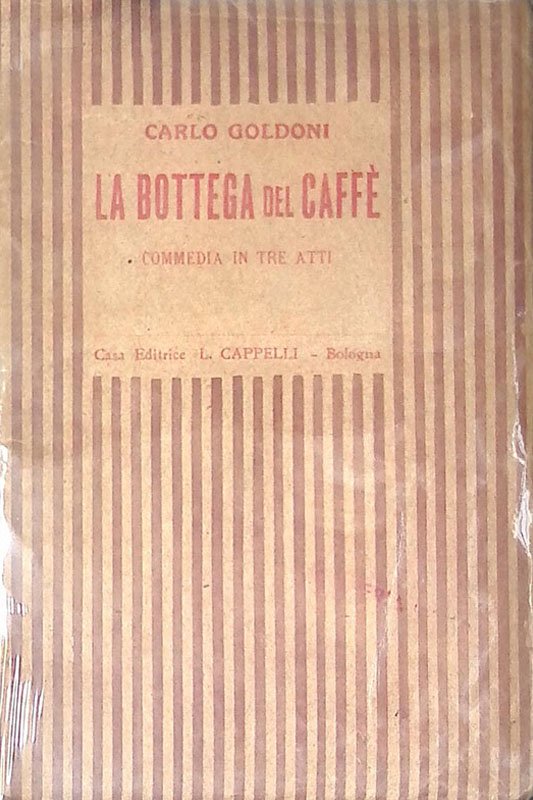 CARLO GOLDONI
LA BOTTEGA DEL CAFFÈ
COMMEDIA IN TRE ATTI
Casa Editrice L. CAPPELLI - Bologna